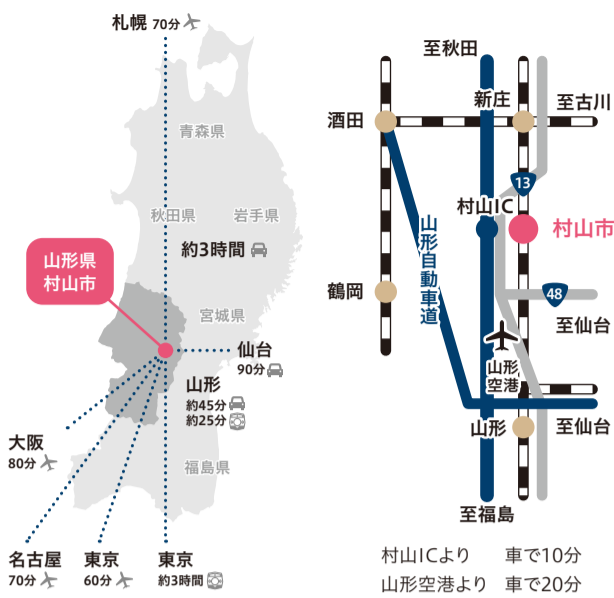 札幌 70分
青森県
秋田県
岩手県
約3時間
山形県
村山市
宮城県
仙台
90分
山形
約45分
約25分
大阪
80分
福島県
名古屋
70分
東京
60分
東京
約3時間
至秋田
新庄
至古川
酒田
13
村山IC
村山市
山形自動車道
鶴岡
48
至仙台
山形
空港
山形
至仙台
至福島
村山ICより 車で10分
山形空港より 車で20分